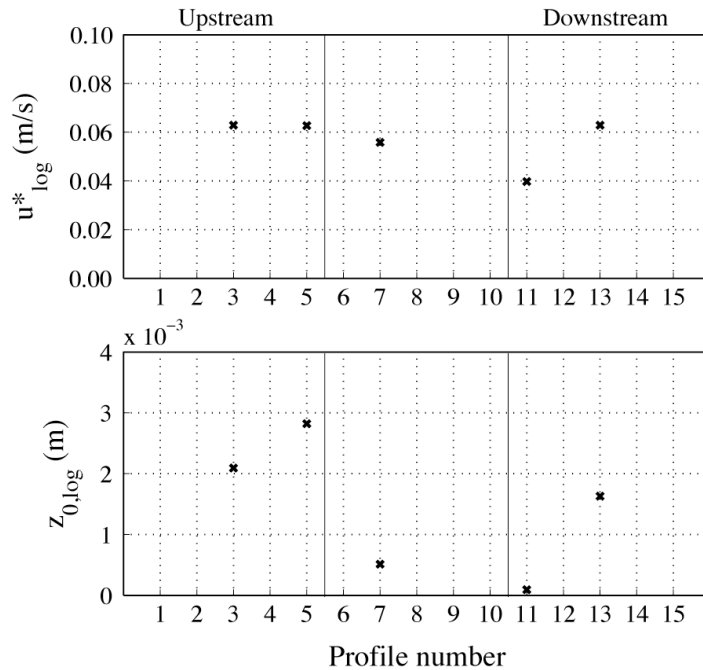 Upstream Downstream
0.10
0.08
0.06
0.04
0.02
0.00
u*log (m/s)
1 2 3 4 5 6 7 8 9 10 11 12 13 14 15
x 10−3
4
3
2
1
0
z0,log (m)
1 2 3 4 5 6 7 8 9 10 11 12 13 14 15
Profile number